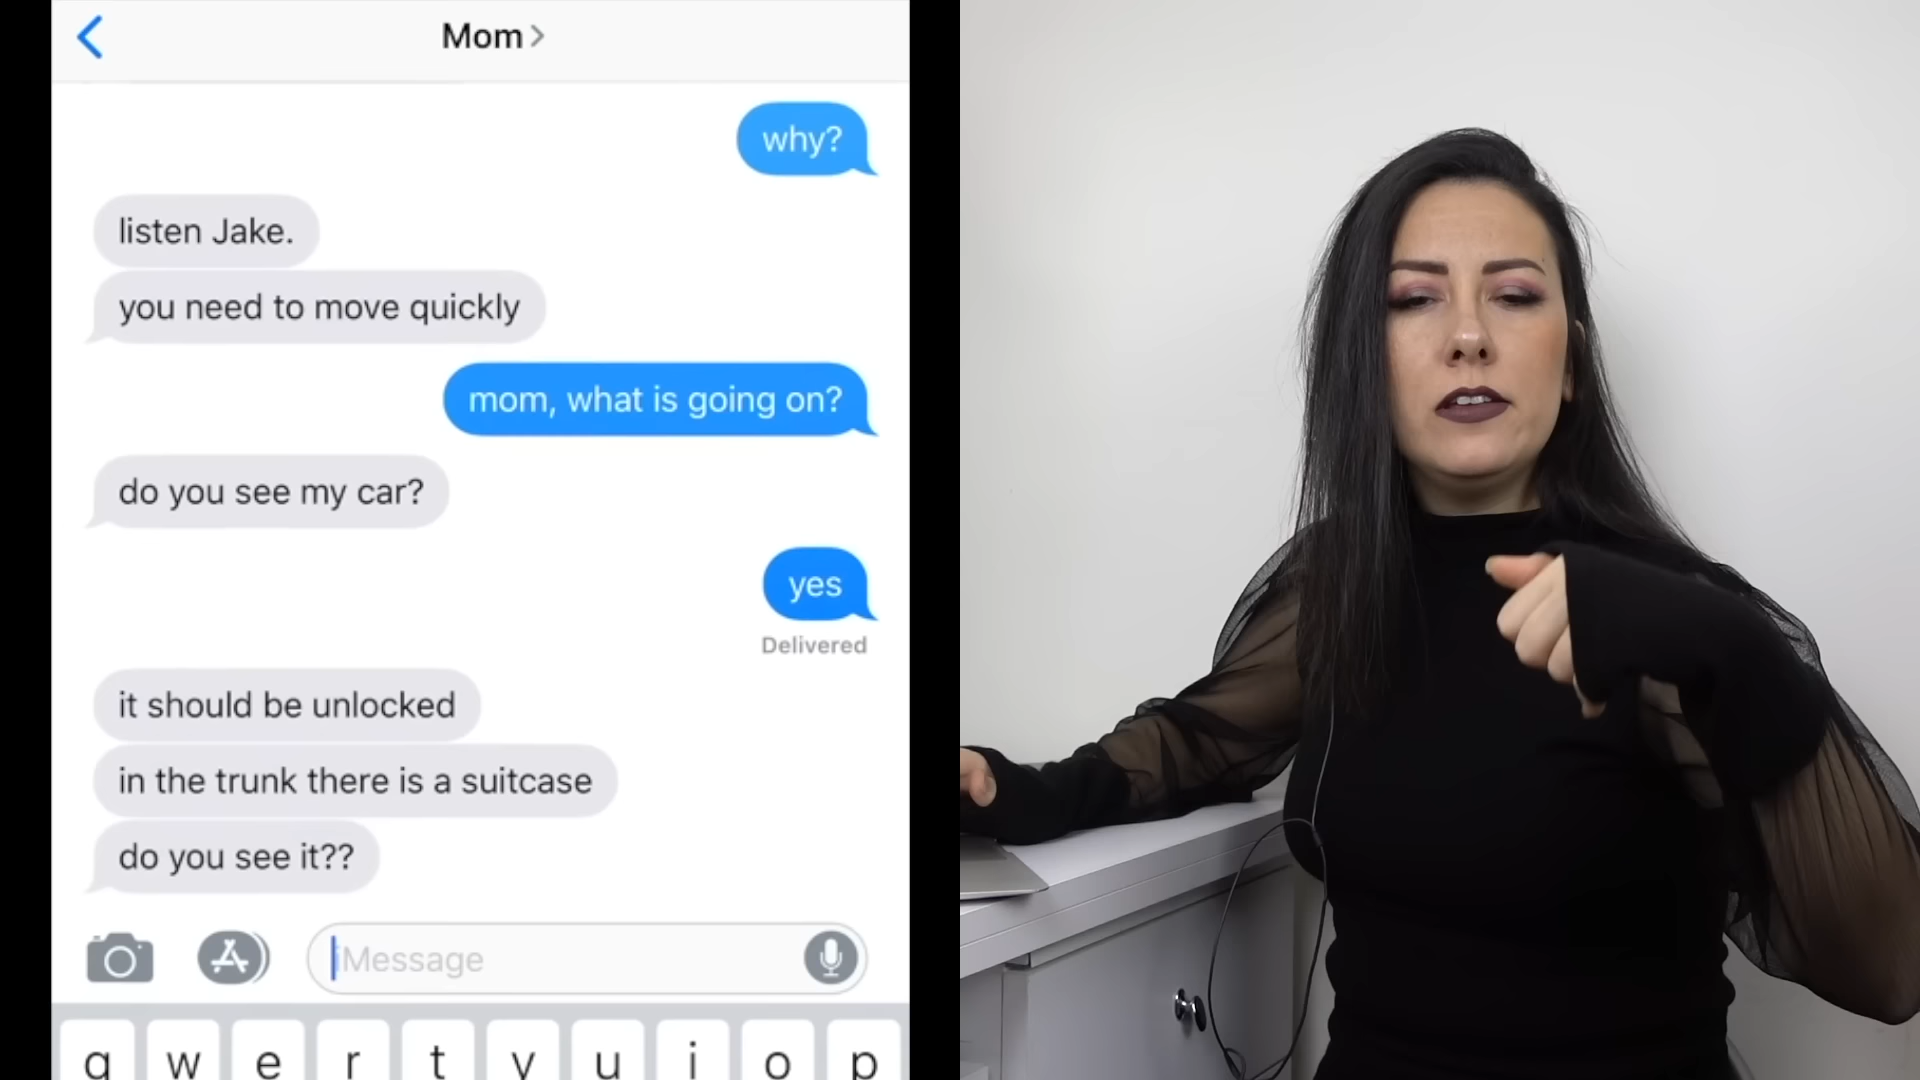 Mom
why?
listen Jake.
you need to move quickly
mom, what is going on?
do you see my car?
yes
Delivered
it should be unlocked
in the trunk there is a suitcase
do you see it??
iMessage
q w e r t y u i o p